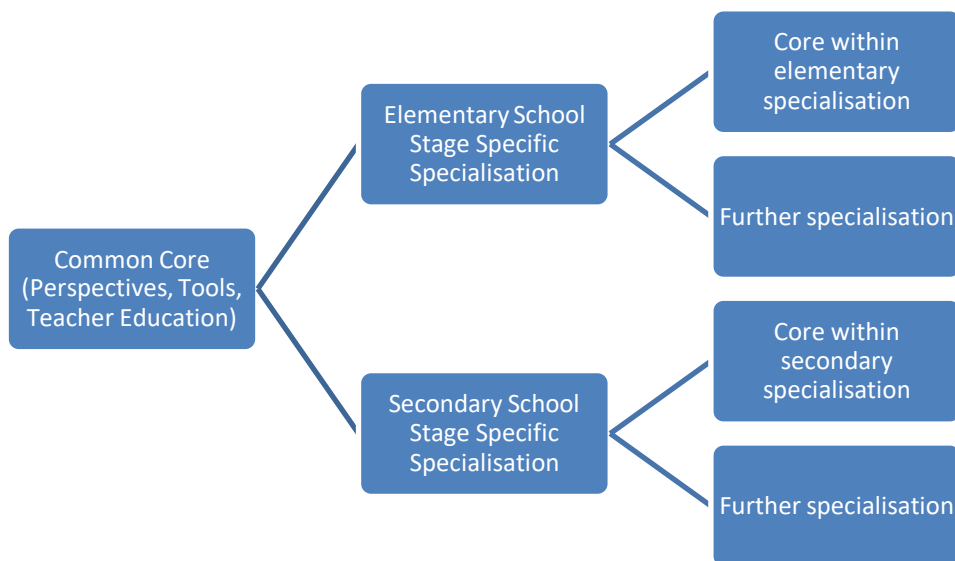 Common Core
(Perspectives, Tools,
Teacher Education)
Elementary School
Stage Specific
Specialisation
Core within
elementary
specialisation
Further specialisation
Secondary School
Stage Specific
Specialisation
Core within
secondary
specialisation
Further specialisation